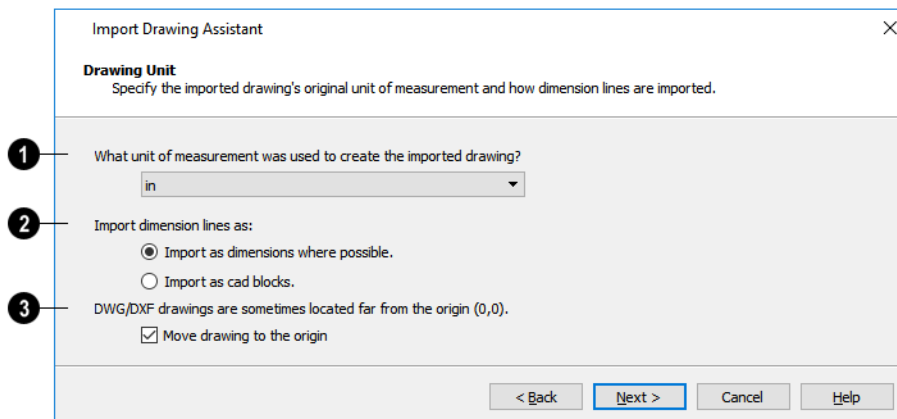 Import Drawing Assistant
Drawing Unit
Specify the imported drawing's original unit of measurement and how dimension lines are imported.
1 What unit of measurement was used to create the imported drawing?
in
2 Import dimension lines as:
Import as dimensions where possible.
Import as cad blocks.
3 DWG/DXF drawings are sometimes located far from the origin (0,0).
Move drawing to the origin
< Back Next > Cancel Help